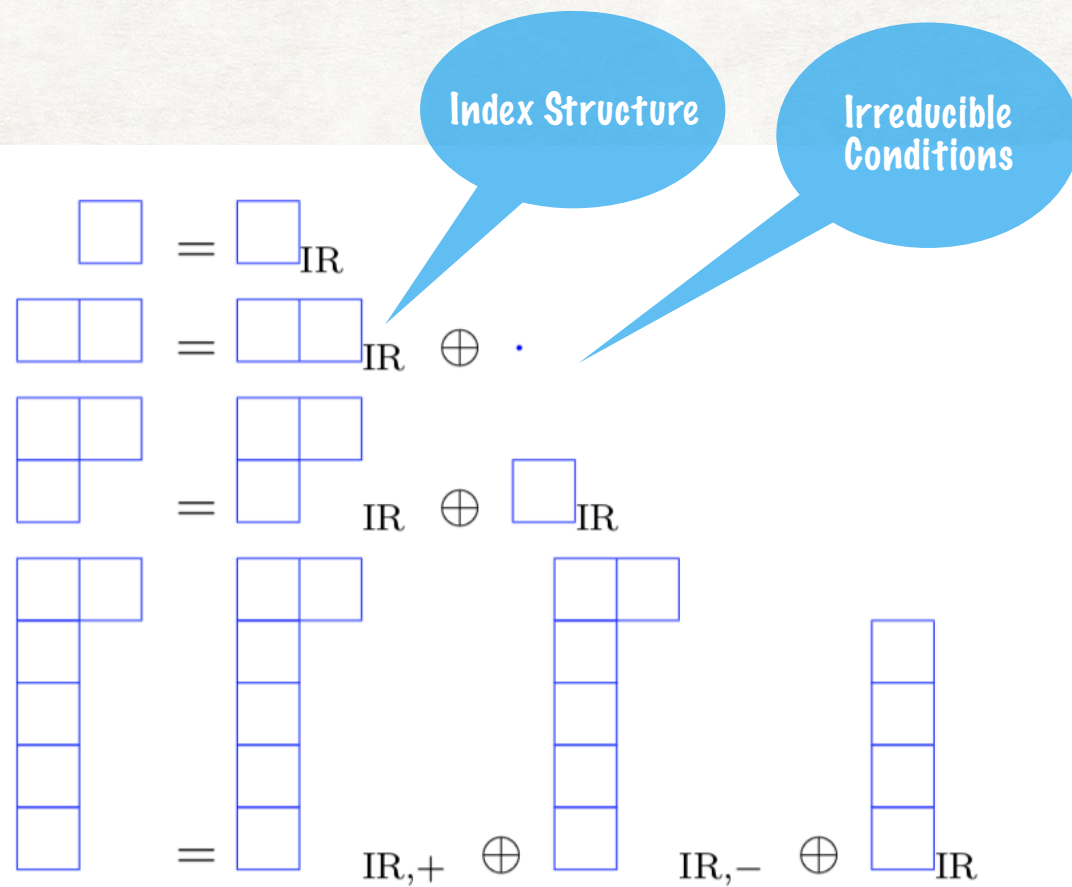 Index Structure
Irreducible
Conditions
= IR
= IR ⊕ ·
= IR ⊕ IR
= IR,+ ⊕ IR,− ⊕ IR